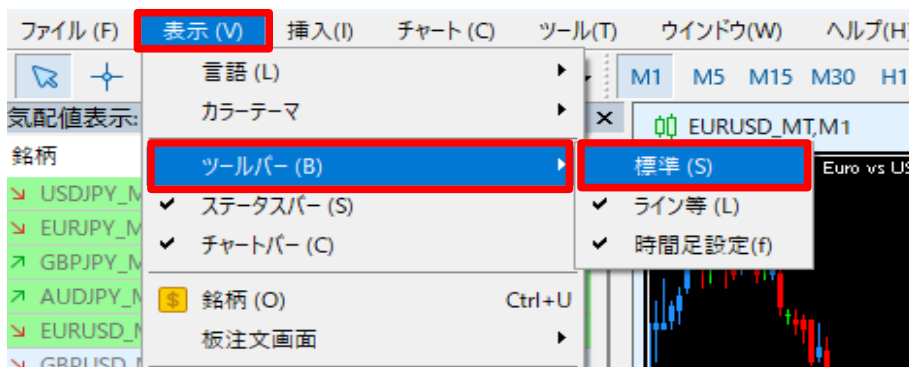 ファイル (F) 表示 (V) 挿入(I) チャート (C) ツール(T) ウインドウ(W) ヘルプ(H)
言語 (L)
M1 M5 M15 M30 H1
気配値表示:
カラーテーマ
EURUSD_MT,M1
銘柄
ツールバー (B)
標準 (S)
Euro vs US
USDJPY_M
ステータスバー (S)
ライン等 (L)
EURJPY_M
チャートバー (C)
時間足設定(f)
GBPJPY_M
AUDJPY_M
銘柄 (O) Ctrl+U
EURUSD_M
板注文画面
GBPUSD_M